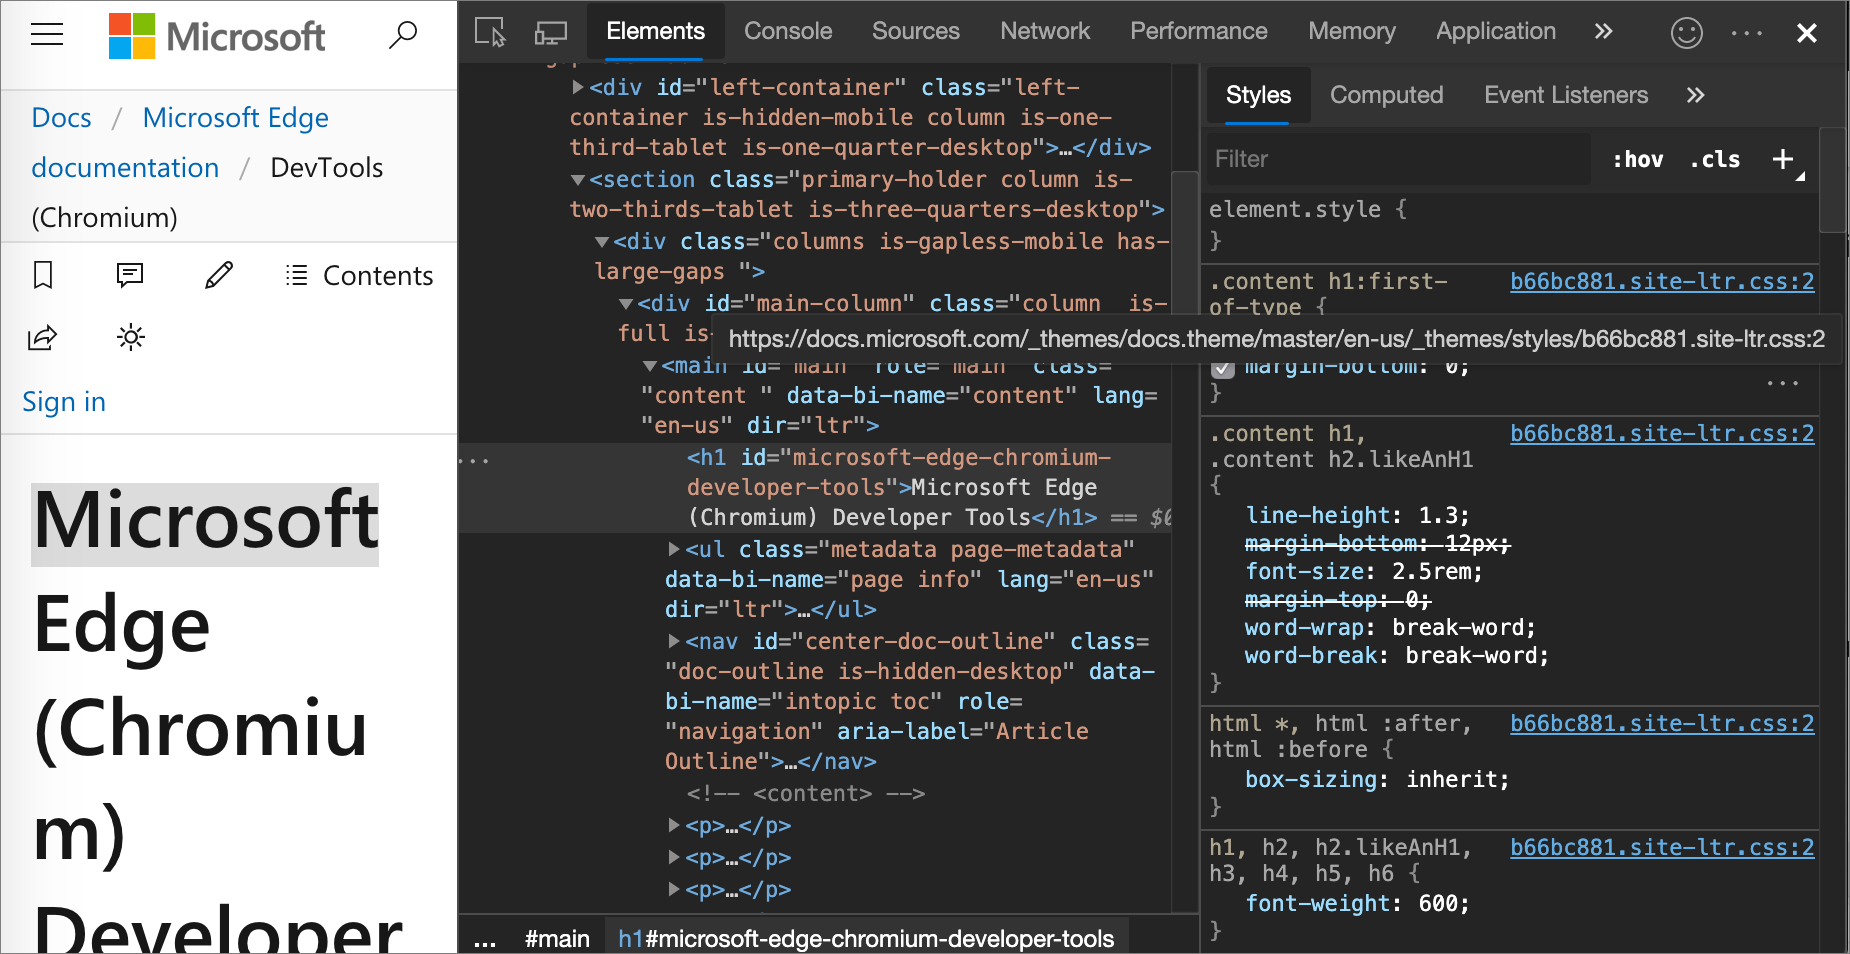 Microsoft
Docs / Microsoft Edge
documentation / DevTools
(Chromium)
Contents
Sign in
Microsoft
Edge
(Chromiu
m)
Developer
Elements Console Sources Network Performance Memory Application »
<div id="left-container" class="left-
container is-hidden-mobile column is-one-
third-tablet is-one-quarter-desktop">…</div>
<section class="primary-holder column is-
two-thirds-tablet is-three-quarters-desktop">
<div class="columns is-gapless-mobile has-
large-gaps ">
<div id="main-column" class="column  is-
full is-
<main id="main" role="main" class=
"content " data-bi-name="content" lang=
"en-us" dir="ltr">
<h1 id="microsoft-edge-chromium-
developer-tools">Microsoft Edge
(Chromium) Developer Tools</h1> == $0
<ul class="metadata page-metadata"
data-bi-name="page info" lang="en-us"
dir="ltr">…</ul>
<nav id="center-doc-outline" class=
"doc-outline is-hidden-desktop" data-
bi-name="intopic toc" role=
"navigation" aria-label="Article
Outline">…</nav>
<!-- <content> -->
<p>…</p>
<p>…</p>
<p>…</p>
... #main h1#microsoft-edge-chromium-developer-tools
Styles Computed Event Listeners »
Filter :hov .cls +
element.style {
}
.content h1:first- b66bc881.site-ltr.css:2
of-type {
https://docs.microsoft.com/_themes/docs.theme/master/en-us/_themes/styles/b66bc881.site-ltr.css:2
margin-bottom: 0;
}
.content h1, b66bc881.site-ltr.css:2
.content h2.likeAnH1
{
line-height: 1.3;
margin-bottom: 12px;
font-size: 2.5rem;
margin-top: 0;
word-wrap: break-word;
word-break: break-word;
}
html *, html :after, b66bc881.site-ltr.css:2
html :before {
box-sizing: inherit;
}
h1, h2, h2.likeAnH1, b66bc881.site-ltr.css:2
h3, h4, h5, h6 {
font-weight: 600;
}